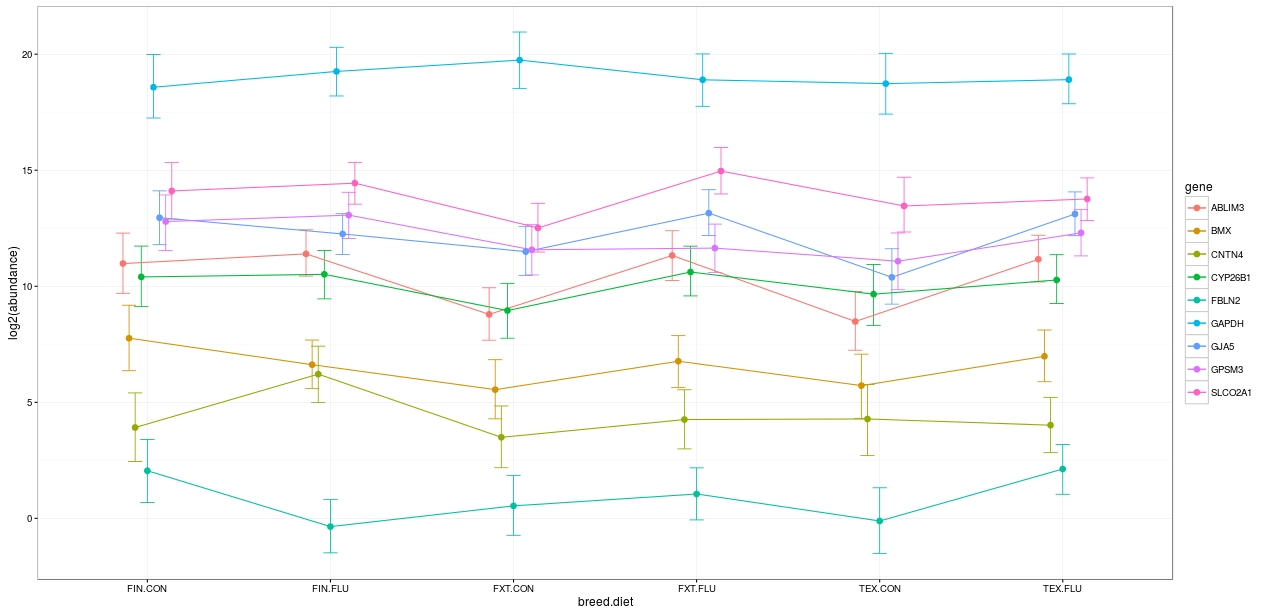 20
15
10
5
0
log2(abundance)
FIN.CON
FIN.FLU
FXT.CON
FXT.FLU
TEX.CON
TEX.FLU
breed.diet
gene
ABLIM3
BMX
CNTN4
CYP26B1
FBLN2
GAPDH
GJA5
GPSM3
SLCO2A1